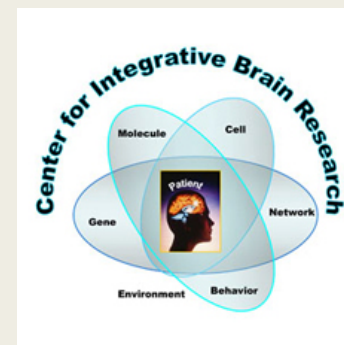 Center for Integrative Brain Research
Molecule
Cell
Patient
Gene
Network
Environment
Behavior